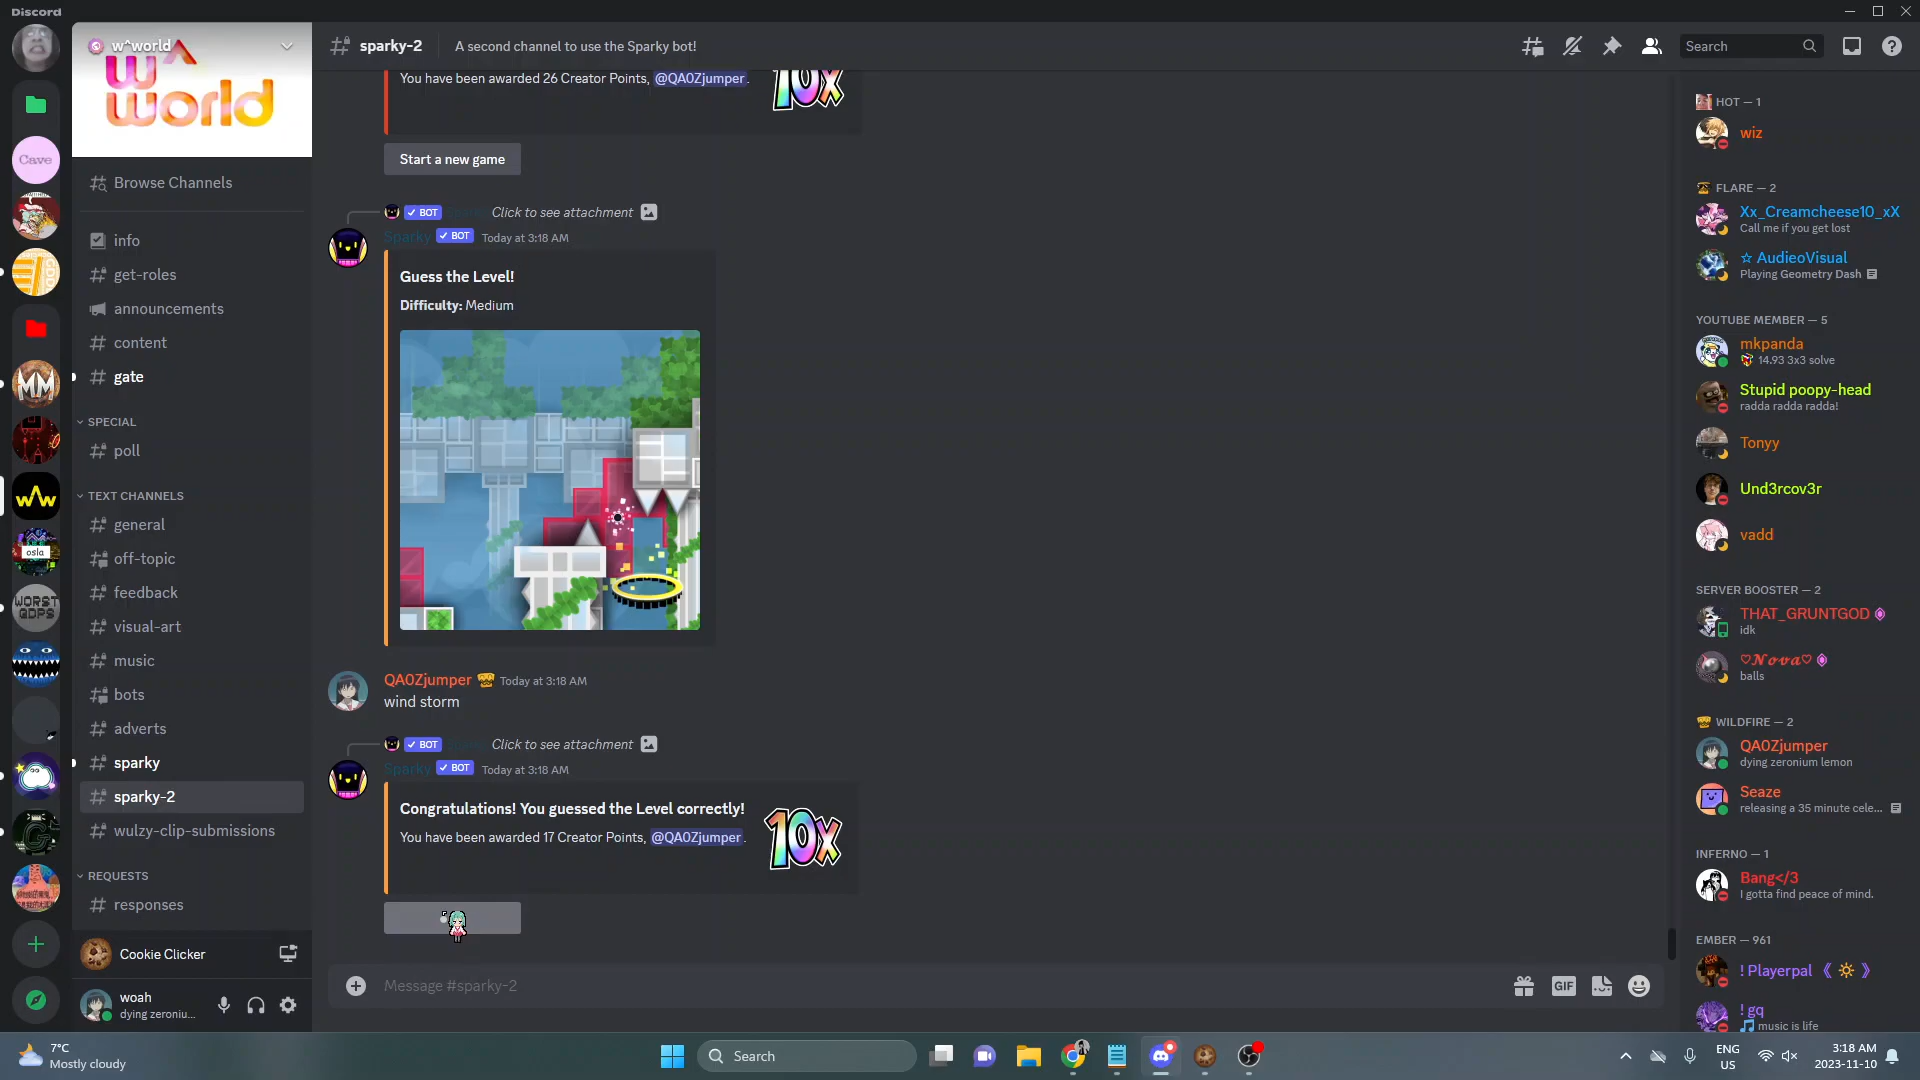 Discord
w^world
w^
world
Browse Channels
info
get-roles
announcements
content
gate
SPECIAL
poll
TEXT CHANNELS
general
off-topic
feedback
visual-art
music
bots
adverts
sparky
sparky-2
wulzy-clip-submissions
REQUESTS
responses
Cookie Clicker
woah
dying zeroniu...
Cave
MM
osla
WORST
GDPS
sparky-2
A second channel to use the Sparky bot!
Search
You have been awarded 26 Creator Points, @QA0Zjumper.
10x
Start a new game
BOT Click to see attachment
Sparky BOT Today at 3:18 AM
Guess the Level!
Difficulty: Medium
QA0Zjumper Today at 3:18 AM
wind storm
BOT Click to see attachment
Sparky BOT Today at 3:18 AM
Congratulations! You guessed the Level correctly!
You have been awarded 17 Creator Points, @QA0Zjumper.
10x
Message #sparky-2
GIF
HOT — 1
wiz
FLARE — 2
Xx_Creamcheese10_xX
Call me if you get lost
☆ AudieoVisual
Playing Geometry Dash
YOUTUBE MEMBER — 5
mkpanda
14.93 3x3 solve
Stupid poopy-head
radda radda radda!
Tonyy
Und3rcov3r
vadd
SERVER BOOSTER — 2
THAT_GRUNTGOD
idk
♡𝓝𝓸𝓿𝓪♡
balls
WILDFIRE — 2
QA0Zjumper
dying zeronium lemon
Seaze
releasing a 35 minute cele...
INFERNO — 1
Bang</3
I gotta find peace of mind.
EMBER — 961
! Playerpal 《 🔅 》
! gq
🎵 music is life
7°C
Mostly cloudy
Search
ENG
US
3:18 AM
2023-11-10